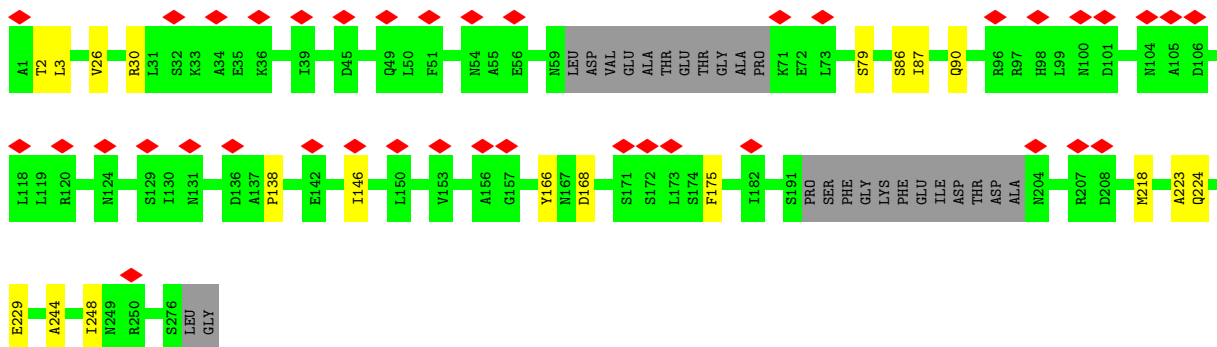 A1 T2 L3 V26 R30 L31 S32 K33 A34 E35 K36 I39 D45 Q49 L50 F51 N54 A55 E56 N59 LEU ASP VAL GLU ALA THR GLU THR GLY ALA PRO K71 E72 L73 S79 S86 I87 Q90 R96 R97 H98 L99 N100 D101 N104 A105 D106
L118 L119 R120 N124 S129 I130 N131 D136 A137 P138 E142 I146 L150 V153 A156 G157 Y166 N167 D168 S171 S172 L173 S174 F175 I182 S191 PRO SER PHE GLY LYS PHE GLU ILE ASP THR ASP ALA N204 R207 D208 M218 A223 Q224
E229 A244 I248 N249 R250 S276 LEU GLY